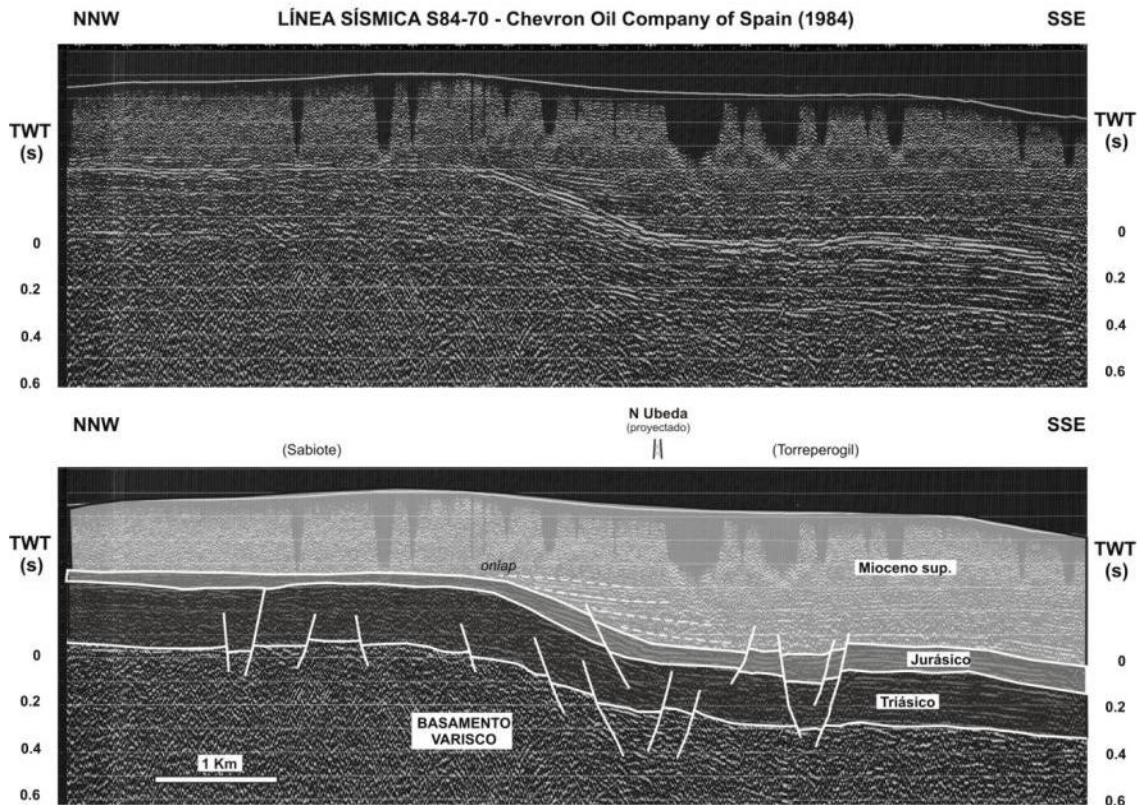 LÍNEA SÍSMICA S84-70 - Chevron Oil Company of Spain (1984)
NNW
SSE
TWT
(s)
TWT
(s)
0
0.2
0.4
0.6
0
0.2
0.4
0.6
NNW
N Ubeda
(proyectado)
SSE
(Sabiote)
(Torreperogil)
TWT
(s)
TWT
(s)
onlap
Mioceno sup.
Jurásico
Triásico
BASAMENTO
VARISCO
1 Km
0
0.2
0.4
0.6
0
0.2
0.4
0.6